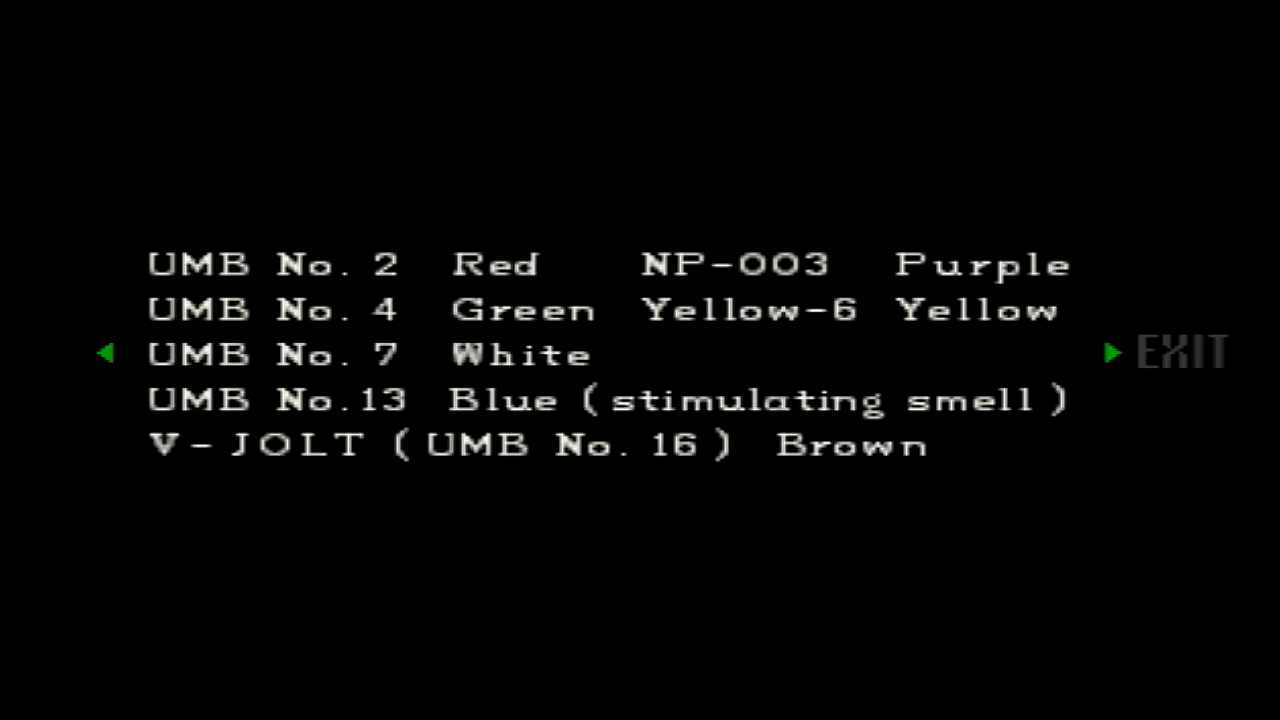 UMB No. 2 Red NP-003 Purple
UMB No. 4 Green Yellow-6 Yellow
UMB No. 7 White
EXIT
UMB No.13 Blue (stimulating smell)
V-JOLT (UMB No. 16) Brown